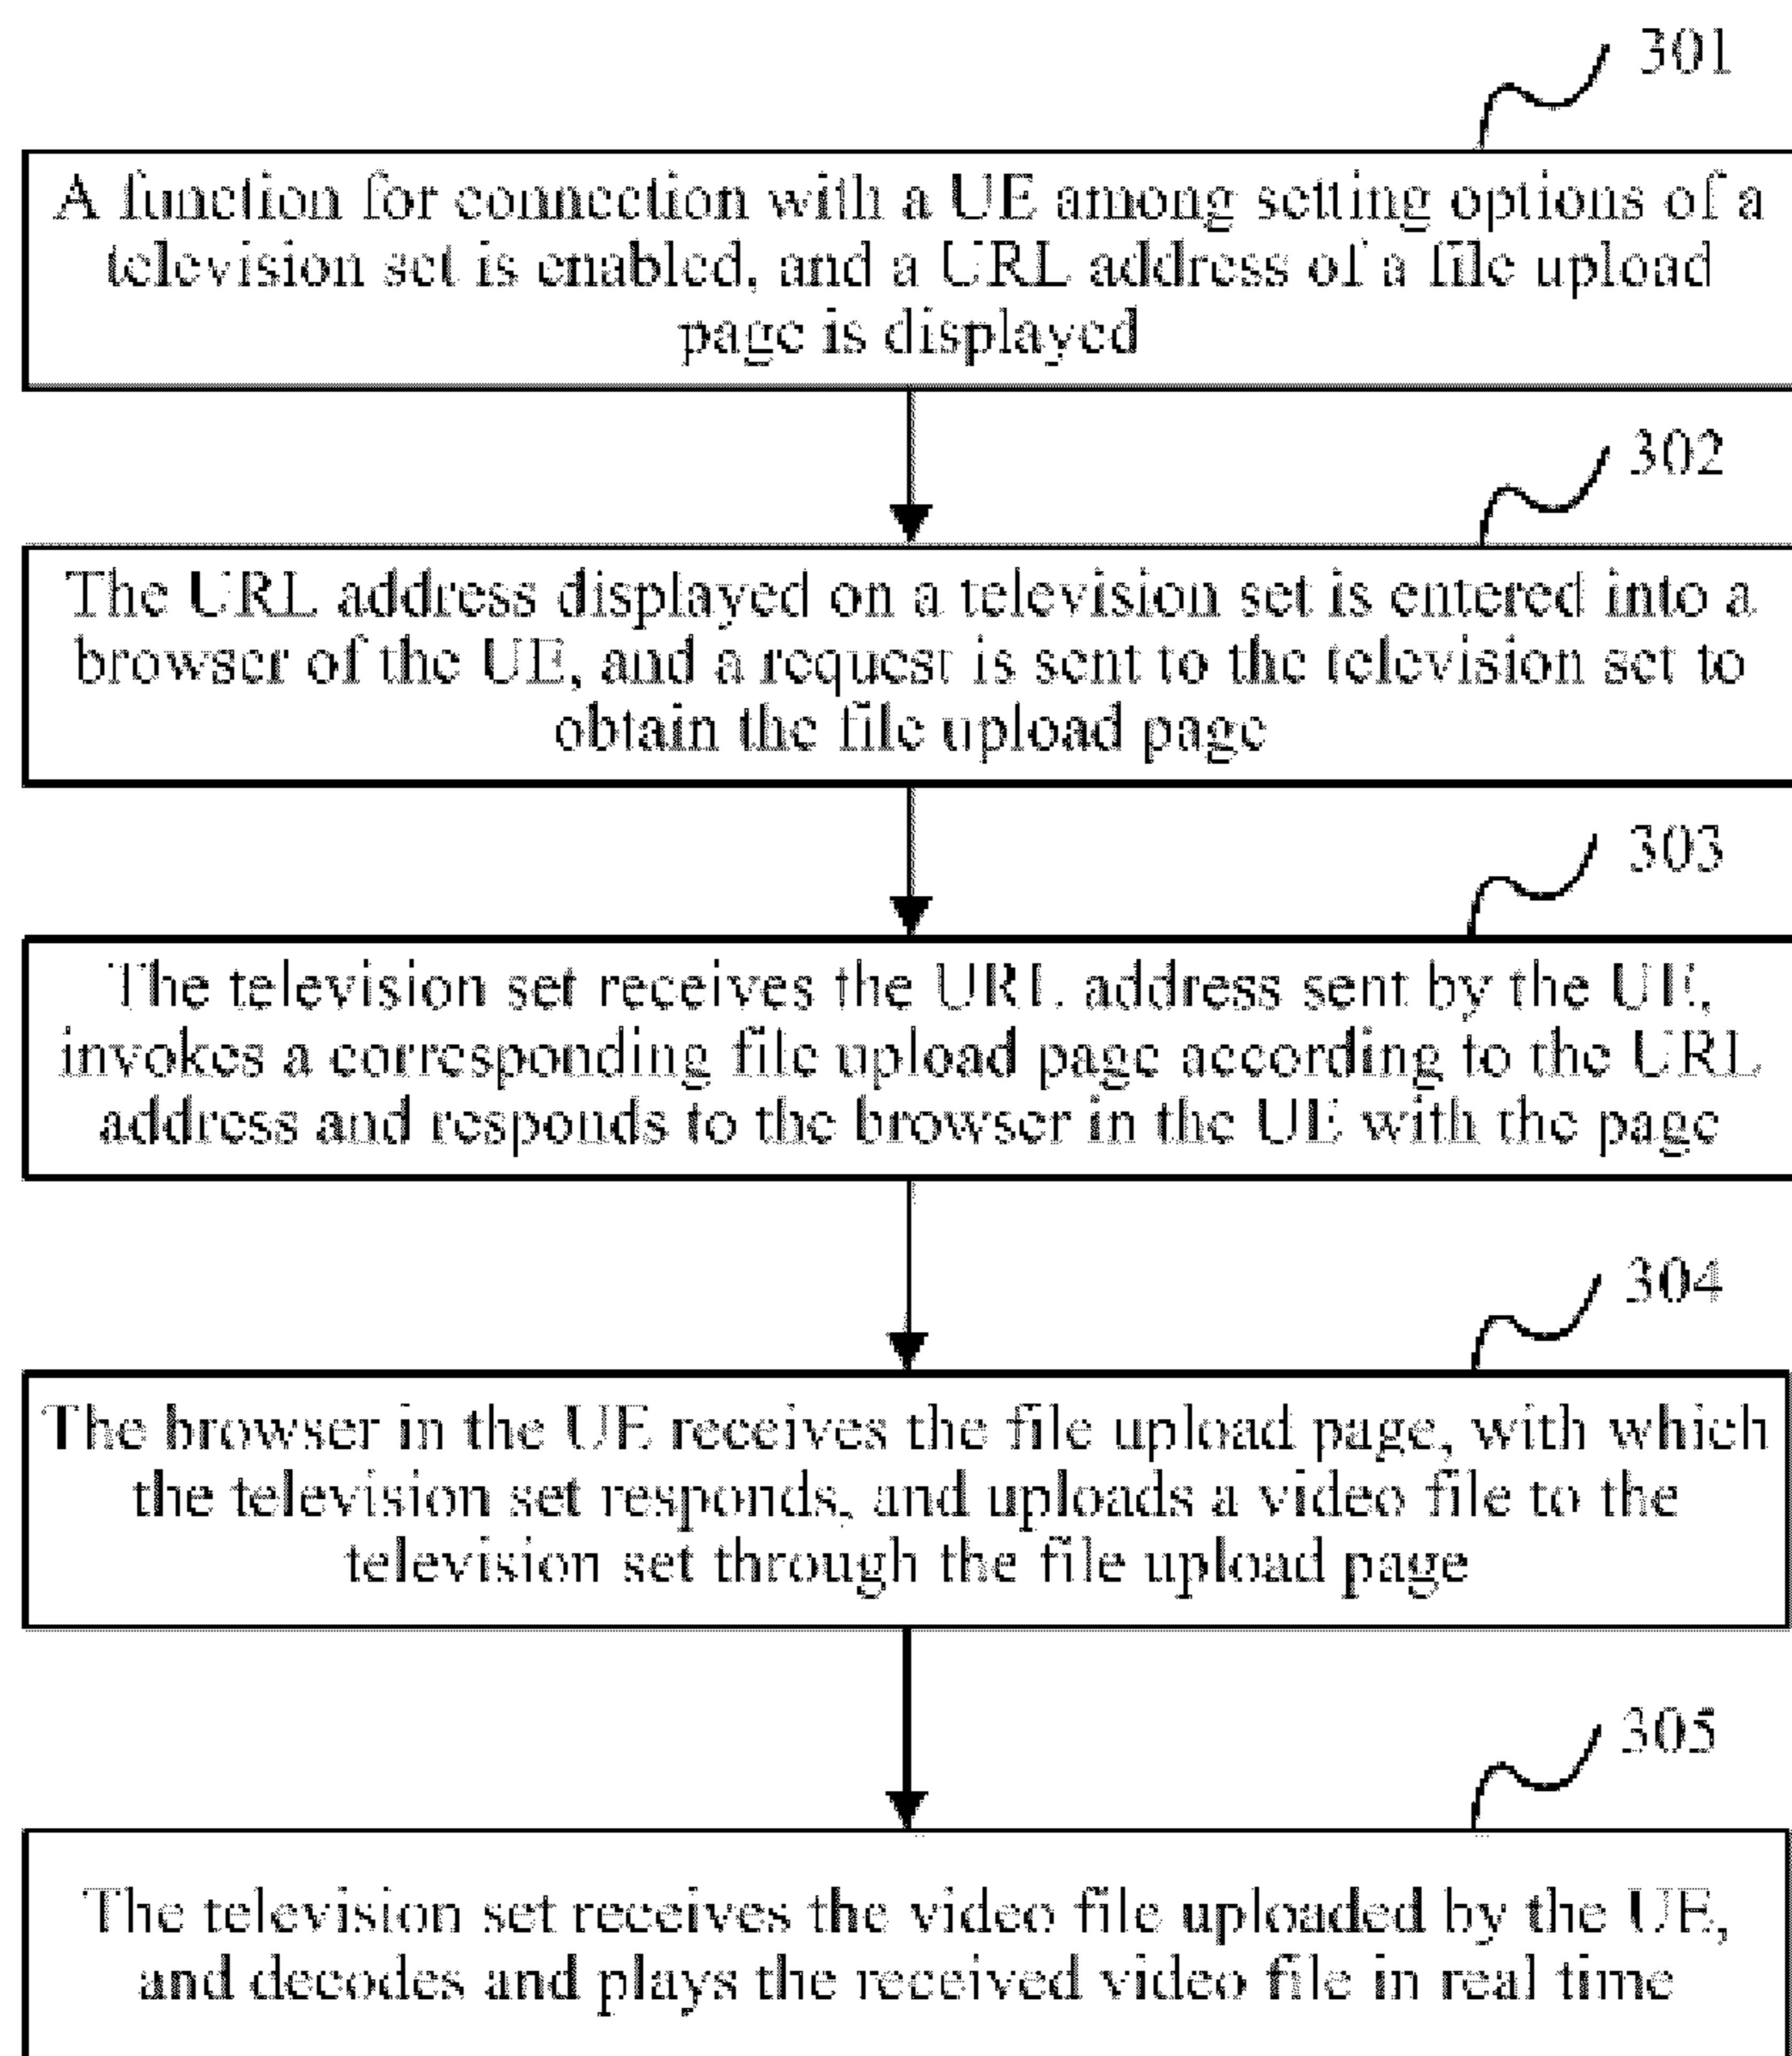 301
A function for connection with a UE among setting options of a
television set is enabled, and a URL address of a file upload
page is displayed
302
The URL address displayed on a television set is entered into a
browser of the UE, and a request is sent to the television set to
obtain the file upload page
303
The television set receives the URL address sent by the UE,
invokes a corresponding file upload page according to the URL
address and responds to the browser in the UE with the page
304
The browser in the UE receives the file upload page, with which
the television set responds, and uploads a video file to the
television set through the file upload page
305
The television set receives the video file uploaded by the UE,
and decodes and plays the received video file in real time